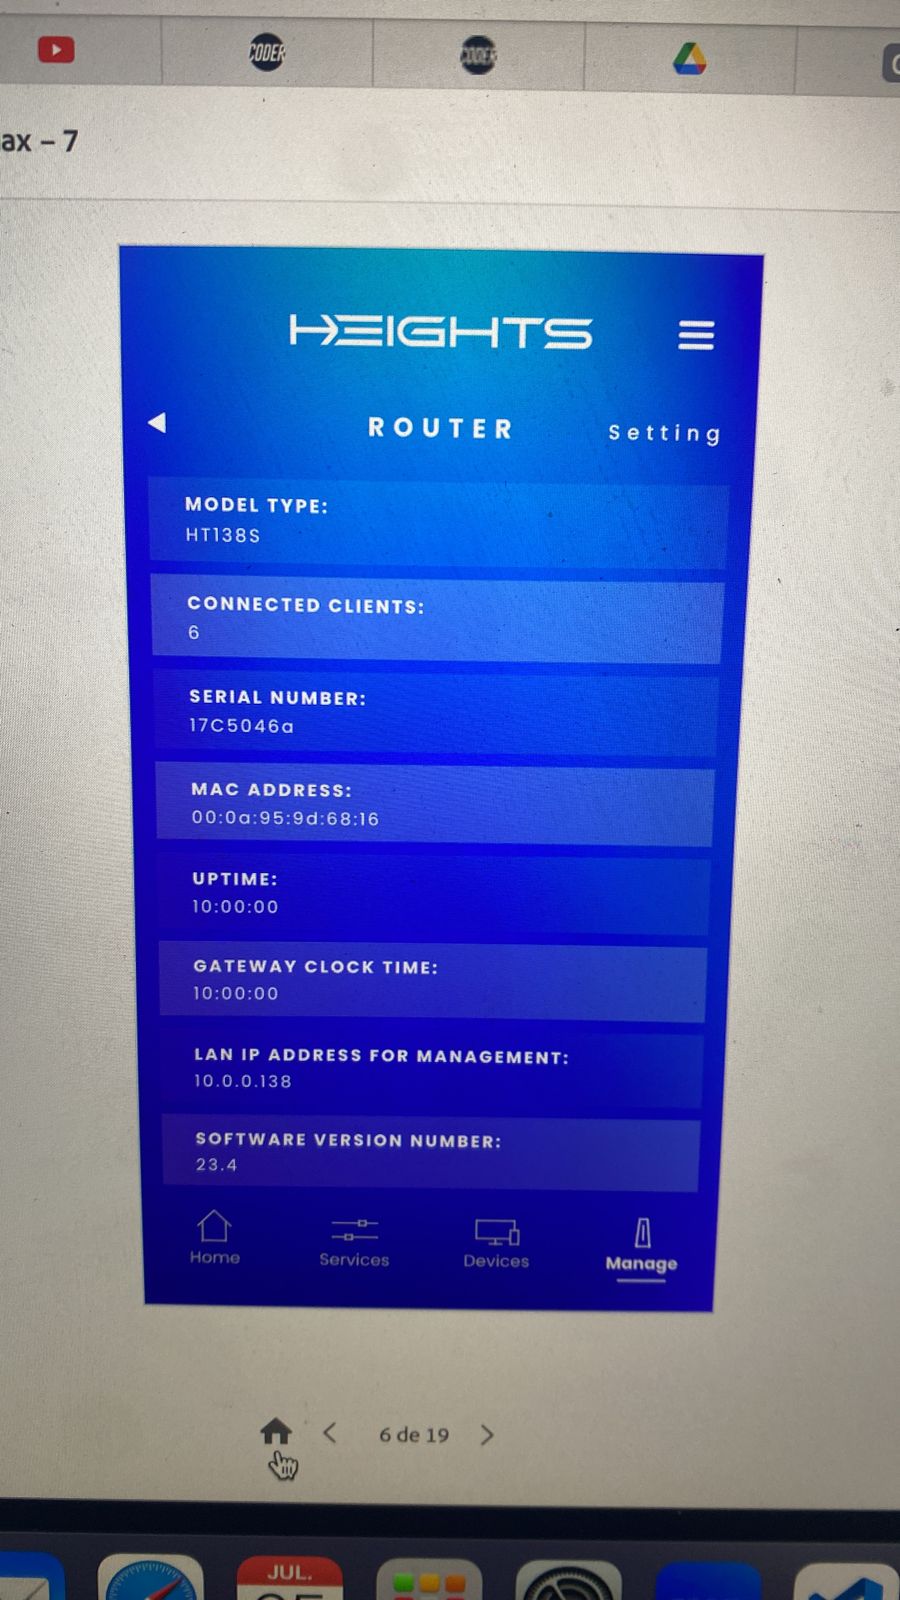 ax – 7
HEIGHTS
ROUTER
Setting
MODEL TYPE:
HT138S
CONNECTED CLIENTS:
6
SERIAL NUMBER:
17C5046a
MAC ADDRESS:
00:0a:95:9d:68:16
UPTIME:
10:00:00
GATEWAY CLOCK TIME:
10:00:00
LAN IP ADDRESS FOR MANAGEMENT:
10.0.0.138
SOFTWARE VERSION NUMBER:
23.4
Home Services Devices Manage
6 de 19
JUL.